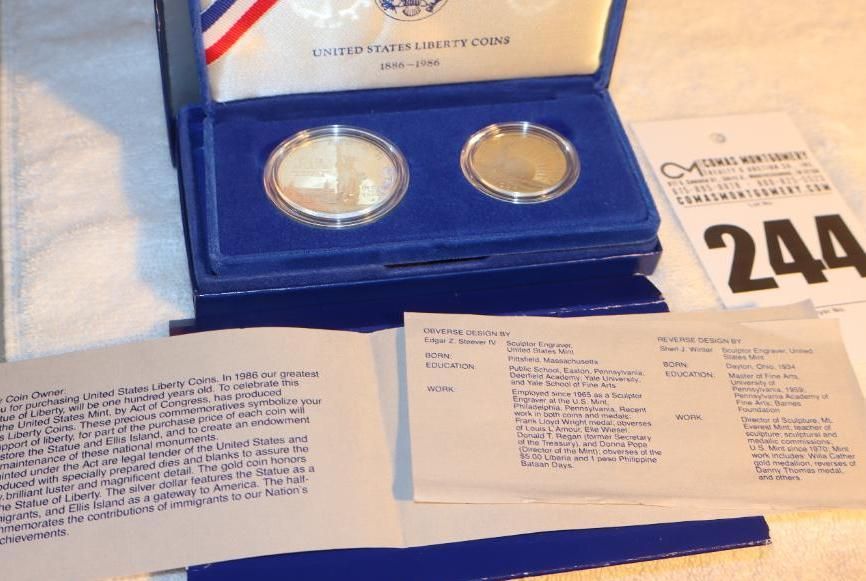 UNITED STATES LIBERTY COINS
1886-1986
COMAS MONTGOMERY
COMASMONTGOMERY.COM
244
OBVERSE DESIGN BY
Edgar Z. Steever IV Sculptor Engraver,
United States Mint
BORN: Pittsfield, Massachusetts
EDUCATION: Public School, Easton, Pennsylvania;
Deerfield Academy; Yale University,
and Yale School of Fine Arts
WORK: Employed since 1965 as a Sculptor
Engraver at the U.S. Mint,
Philadelphia, Pennsylvania. Recent
work in both coins and medals:
Frank Lloyd Wright medal; obverses
of Louis L'Amour, Elie Wiesel
Donald T. Regan (former Secretary
of the Treasury), and Donna Pope
(Director of the Mint); obverses of the
$5.00 Liberia and 1 peso Philippine
Bataan Days.
REVERSE DESIGN BY
Sherl J. Winter Sculptor Engraver, United
States Mint
BORN: Dayton, Ohio, 1934
EDUCATION: Master of Fine Arts,
University of
Pennsylvania, 1959;
Pennsylvania Academy of
Fine Arts; Barnes
Foundation
WORK Director of Sculpture, Mt.
Everest Mint, teacher of
sculpture; sculptural and
medallic commissions.
U.S. Mint since 1970; Mint
work includes: Willa Cather
gold medallion, reverses of
Danny Thomas medal,
and others.
Coin Owner:
for purchasing United States Liberty Coins. In 1986 our greatest
of Liberty, will be one hundred years old. To celebrate this
the United States Mint, by Act of Congress, has produced
Liberty Coins. These precious commemoratives symbolize your
support of liberty, for part of the purchase price of each coin will
restore the Statue and Ellis Island, and to create an endowment
maintenance of these national monuments.
minted under the Act are legal tender of the United States and
produced with specially prepared dies and blanks to assure the
brilliant luster and magnificent detail. The gold coin honors
the Statue of Liberty. The silver dollar features the Statue as a
and Ellis Island as a gateway to America. The half-
commemorates the contributions of immigrants to our Nation's
achievements.